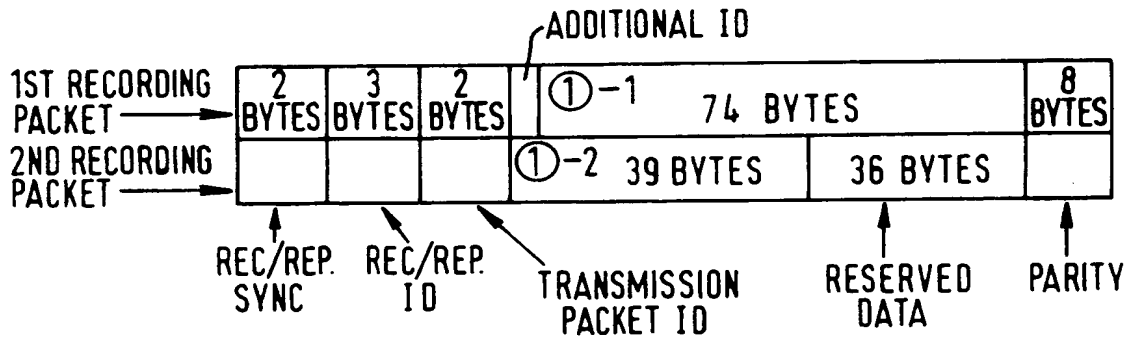 ADDITIONAL ID
1ST RECORDING
PACKET
2 BYTES
3 BYTES
2 BYTES
①-1
74 BYTES
8 BYTES
2ND RECORDING
PACKET
①-2
39 BYTES
36 BYTES
REC/REP.
SYNC
REC/REP.
ID
TRANSMISSION
PACKET ID
RESERVED
DATA
PARITY